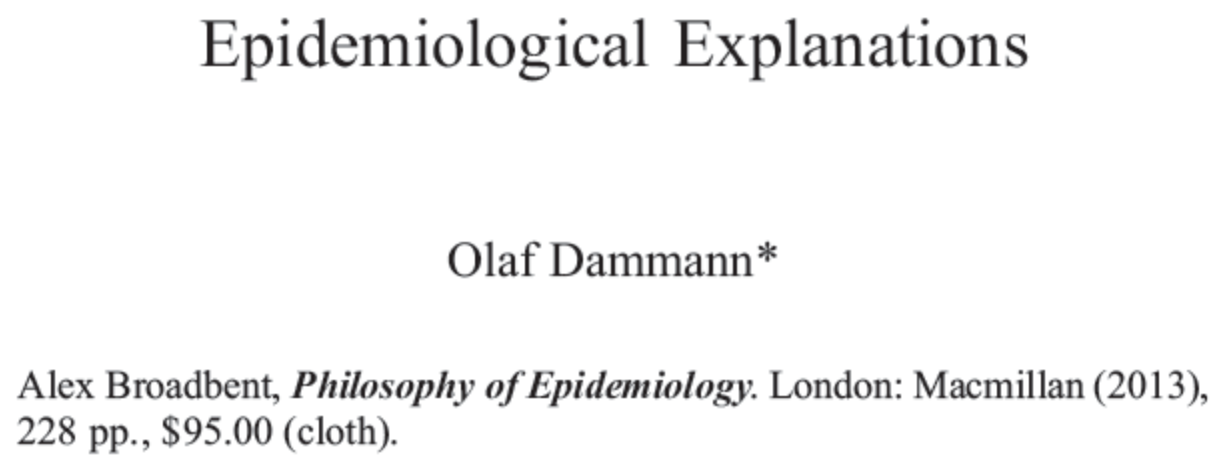 Epidemiological Explanations
Olaf Dammann*
Alex Broadbent, Philosophy of Epidemiology. London: Macmillan (2013),
228 pp., $95.00 (cloth).